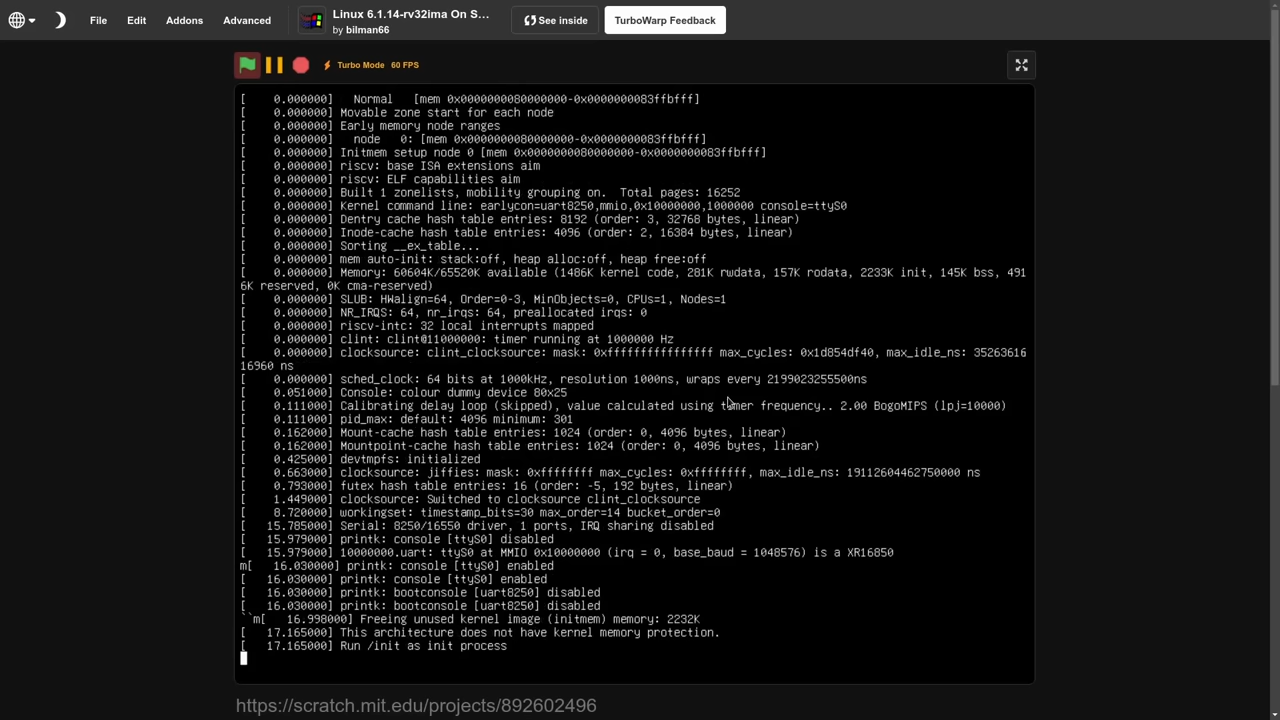 File
Edit
Addons
Advanced
Linux 6.1.14-rv32ima On S...
by bilman66
See inside
TurboWarp Feedback
Turbo Mode 60 FPS
[    0.000000]   Normal   [mem 0x0000000080000000-0x0000000083ffbfff]
[    0.000000] Movable zone start for each node
[    0.000000] Early memory node ranges
[    0.000000]   node   0: [mem 0x0000000080000000-0x0000000083ffbfff]
[    0.000000] Initmem setup node 0 [mem 0x0000000080000000-0x0000000083ffbfff]
[    0.000000] riscv: base ISA extensions aim
[    0.000000] riscv: ELF capabilities aim
[    0.000000] Built 1 zonelists, mobility grouping on.  Total pages: 16252
[    0.000000] Kernel command line: earlycon=uart8250,mmio,0x10000000,1000000 console=ttyS0
[    0.000000] Dentry cache hash table entries: 8192 (order: 3, 32768 bytes, linear)
[    0.000000] Inode-cache hash table entries: 4096 (order: 2, 16384 bytes, linear)
[    0.000000] Sorting __ex_table...
[    0.000000] mem auto-init: stack:off, heap alloc:off, heap free:off
[    0.000000] Memory: 60604K/65520K available (1486K kernel code, 281K rwdata, 157K rodata, 2233K init, 145K bss, 491
6K reserved, 0K cma-reserved)
[    0.000000] SLUB: HWalign=64, Order=0-3, MinObjects=0, CPUs=1, Nodes=1
[    0.000000] NR_IRQS: 64, nr_irqs: 64, preallocated irqs: 0
[    0.000000] riscv-intc: 32 local interrupts mapped
[    0.000000] clint: clint@11000000: timer running at 1000000 Hz
[    0.000000] clocksource: clint_clocksource: mask: 0xffffffffffffffff max_cycles: 0x1d854df40, max_idle_ns: 35263616
16960 ns
[    0.000000] sched_clock: 64 bits at 1000kHz, resolution 1000ns, wraps every 2199023255500ns
[    0.051000] Console: colour dummy device 80x25
[    0.111000] Calibrating delay loop (skipped), value calculated using timer frequency.. 2.00 BogoMIPS (lpj=10000)
[    0.111000] pid_max: default: 4096 minimum: 301
[    0.162000] Mount-cache hash table entries: 1024 (order: 0, 4096 bytes, linear)
[    0.162000] Mountpoint-cache hash table entries: 1024 (order: 0, 4096 bytes, linear)
[    0.425000] devtmpfs: initialized
[    0.663000] clocksource: jiffies: mask: 0xffffffff max_cycles: 0xffffffff, max_idle_ns: 19112604462750000 ns
[    0.793000] futex hash table entries: 16 (order: -5, 192 bytes, linear)
[    1.449000] clocksource: Switched to clocksource clint_clocksource
[    8.720000] workingset: timestamp_bits=30 max_order=14 bucket_order=0
[   15.785000] Serial: 8250/16550 driver, 1 ports, IRQ sharing disabled
[   15.979000] printk: console [ttyS0] disabled
[   15.979000] 10000000.uart: ttyS0 at MMIO 0x10000000 (irq = 0, base_baud = 1048576) is a XR16850
m[   16.030000] printk: console [ttyS0] enabled
[   16.030000] printk: console [ttyS0] enabled
[   16.030000] printk: bootconsole [uart8250] disabled
[   16.030000] printk: bootconsole [uart8250] disabled
``m[   16.998000] Freeing unused kernel image (initmem) memory: 2232K
[   17.165000] This architecture does not have kernel memory protection.
[   17.165000] Run /init as init process
https://scratch.mit.edu/projects/892602496